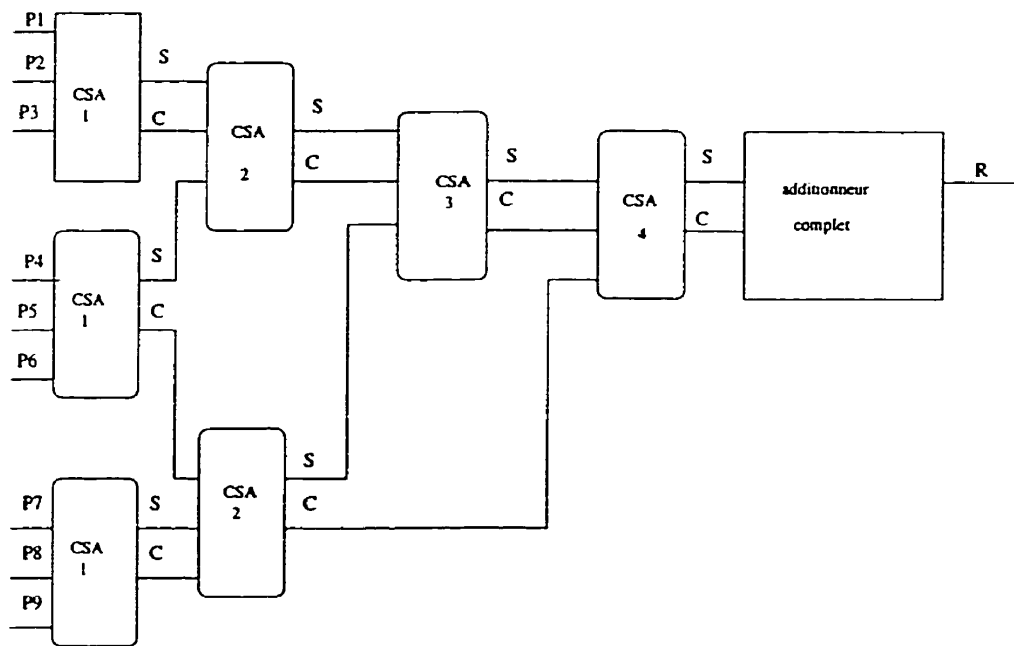 P1
P2
P3
CSA
1
S
C
CSA
2
S
C
P4
P5
P6
CSA
1
S
C
CSA
3
S
C
CSA
4
S
C
additionneur
complet
R
P7
P8
P9
CSA
1
S
C
CSA
2
S
C